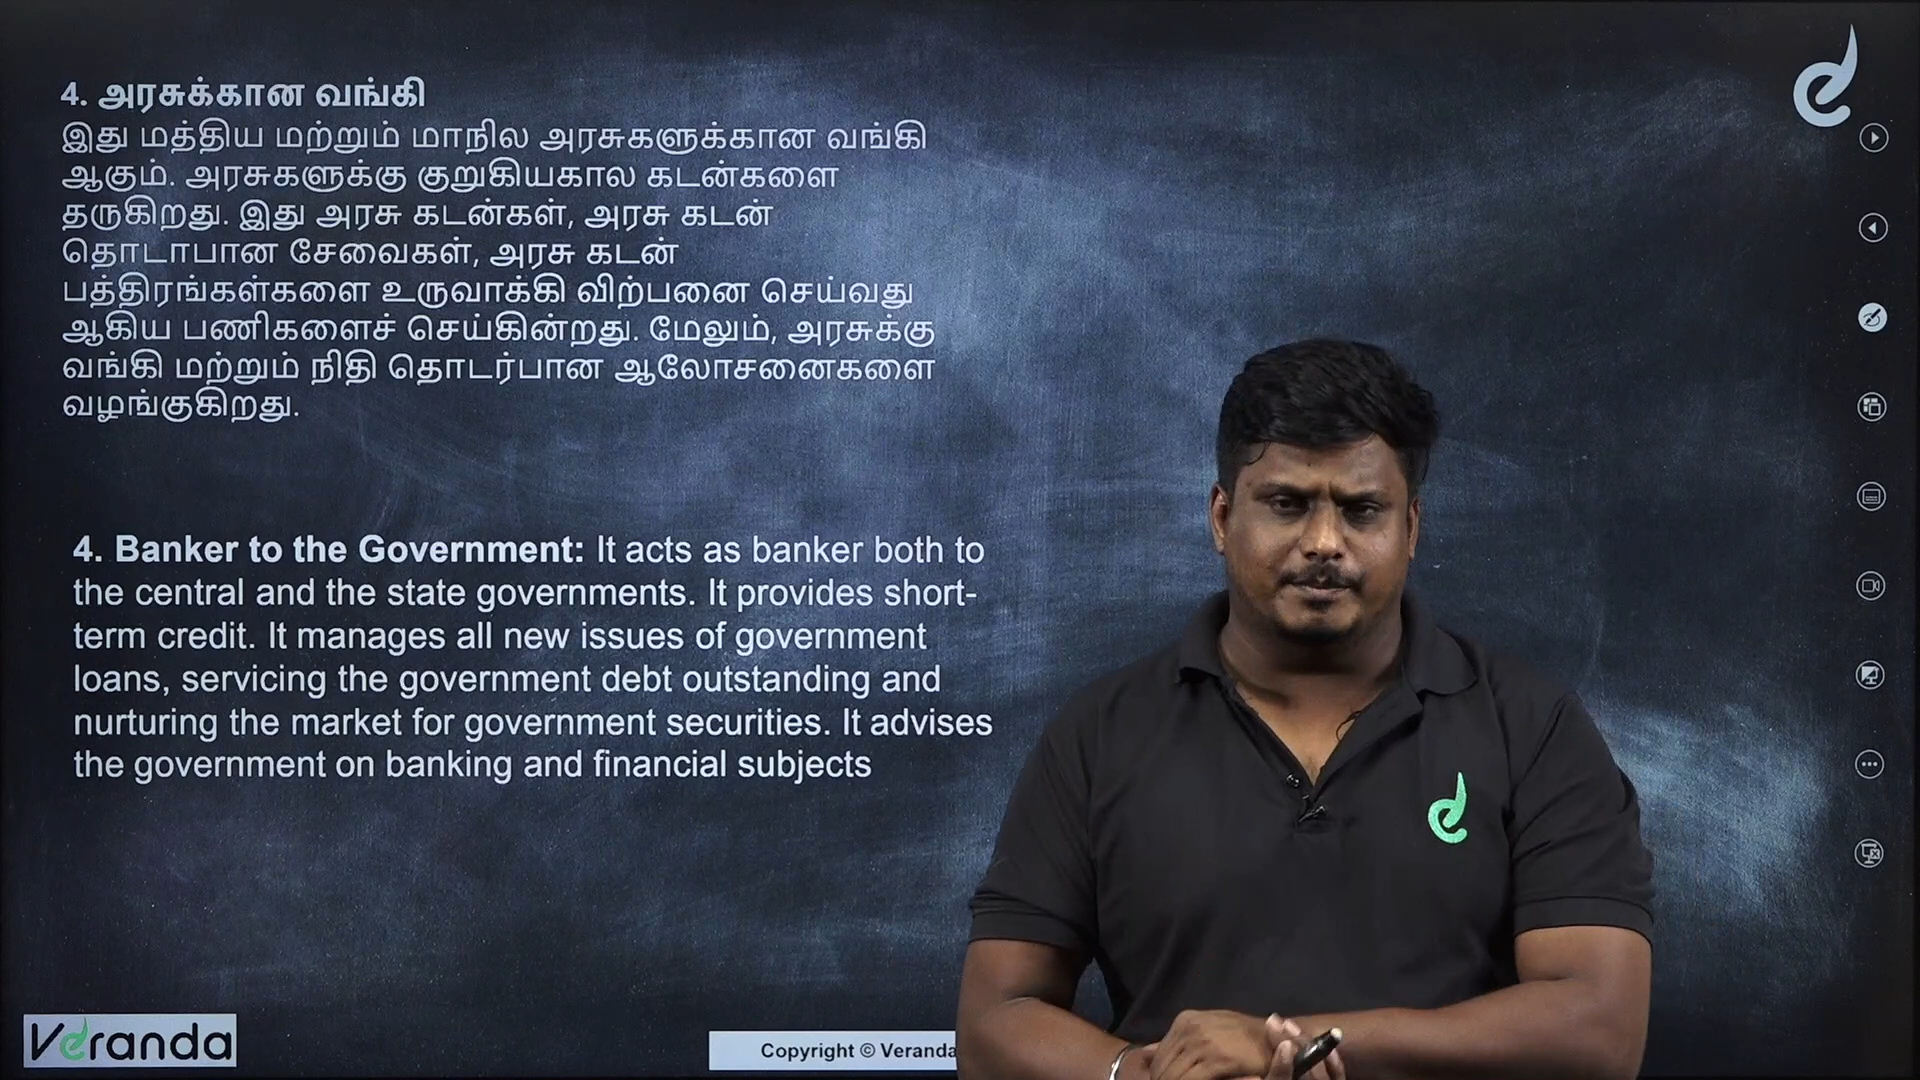 4. அரசுக்கான வங்கி
இது மத்திய மற்றும் மாநில அரசுகளுக்கான வங்கி
ஆகும். அரசுகளுக்கு குறுகியகால கடன்களை
தருகிறது. இது அரசு கடன்கள், அரசு கடன்
தொடாபான சேவைகள், அரசு கடன்
பத்திரங்கள்களை உருவாக்கி விற்பனை செய்வது
ஆகிய பணிகளைச் செய்கின்றது. மேலும், அரசுக்கு
வங்கி மற்றும் நிதி தொடர்பான ஆலோசனைகளை
வழங்குகிறது.
4. Banker to the Government: It acts as banker both to
the central and the state governments. It provides short-
term credit. It manages all new issues of government
loans, servicing the government debt outstanding and
nurturing the market for government securities. It advises
the government on banking and financial subjects
Veranda
Copyright © Veranda